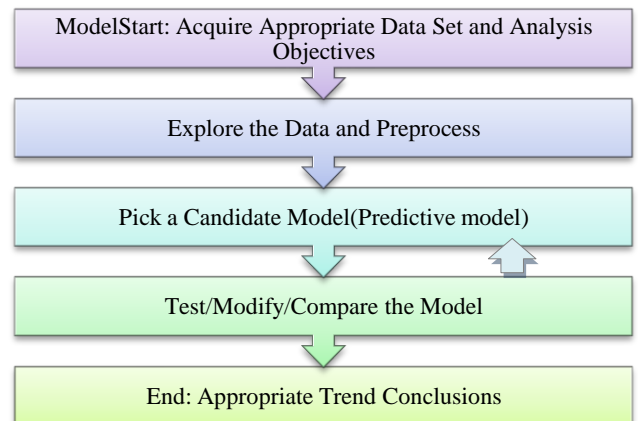 ModelStart: Acquire Appropriate Data Set and Analysis
Objectives
Explore the Data and Preprocess
Pick a Candidate Model(Predictive model)
Test/Modify/Compare the Model
End: Appropriate Trend Conclusions